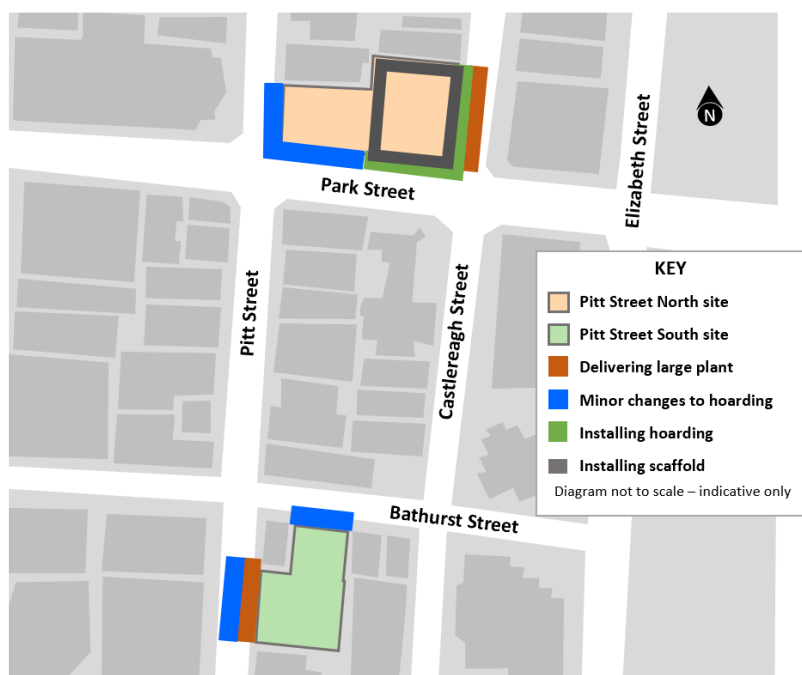 N
Park Street
Elizabeth Street
Pitt Street
Castlereagh Street
Bathurst Street
KEY
Pitt Street North site
Pitt Street South site
Delivering large plant
Minor changes to hoarding
Installing hoarding
Installing scaffold
Diagram not to scale – indicative only